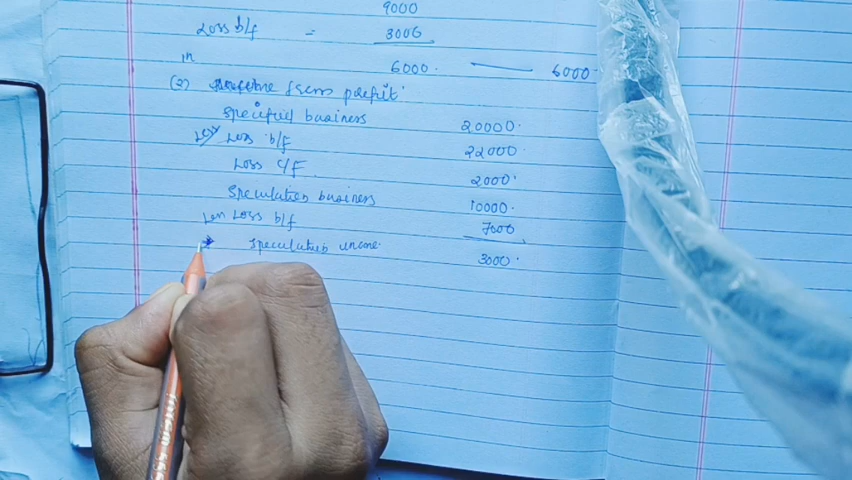 9000
Loss b/f = 3000
6000 — 6000
(2) from profit
Specified business 20000
Less Loss b/f 22000
Loss c/f 2000
Speculation business 10000
Less Loss b/f 7000
Speculation income 3000